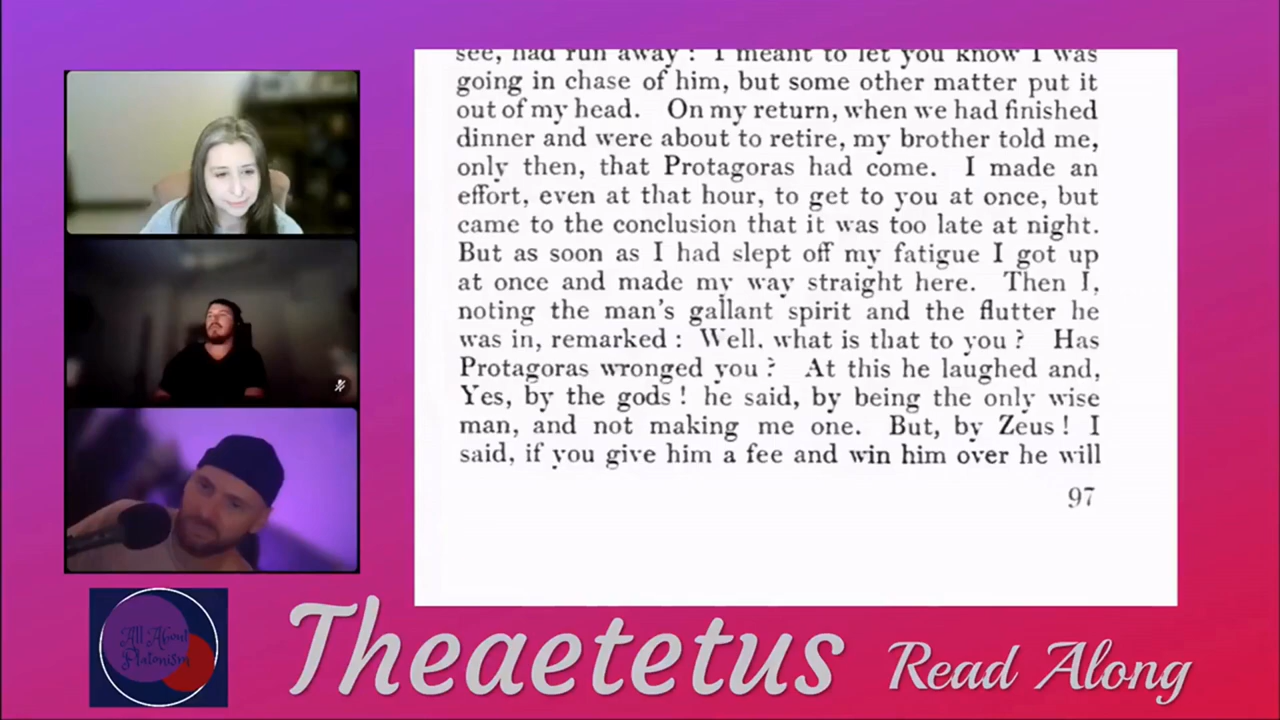 see, had run away! I meant to let you know I was
going in chase of him, but some other matter put it
out of my head. On my return, when we had finished
dinner and were about to retire, my brother told me,
only then, that Protagoras had come. I made an
effort, even at that hour, to get to you at once, but
came to the conclusion that it was too late at night.
But as soon as I had slept off my fatigue I got up
at once and made my way straight here. Then I,
noting the man's gallant spirit and the flutter he
was in, remarked: Well, what is that to you? Has
Protagoras wronged you? At this he laughed and,
Yes, by the gods! he said, by being the only wise
man, and not making me one. But, by Zeus! I
said, if you give him a fee and win him over he will
97
All About
Platonism
Theaetetus Read Along